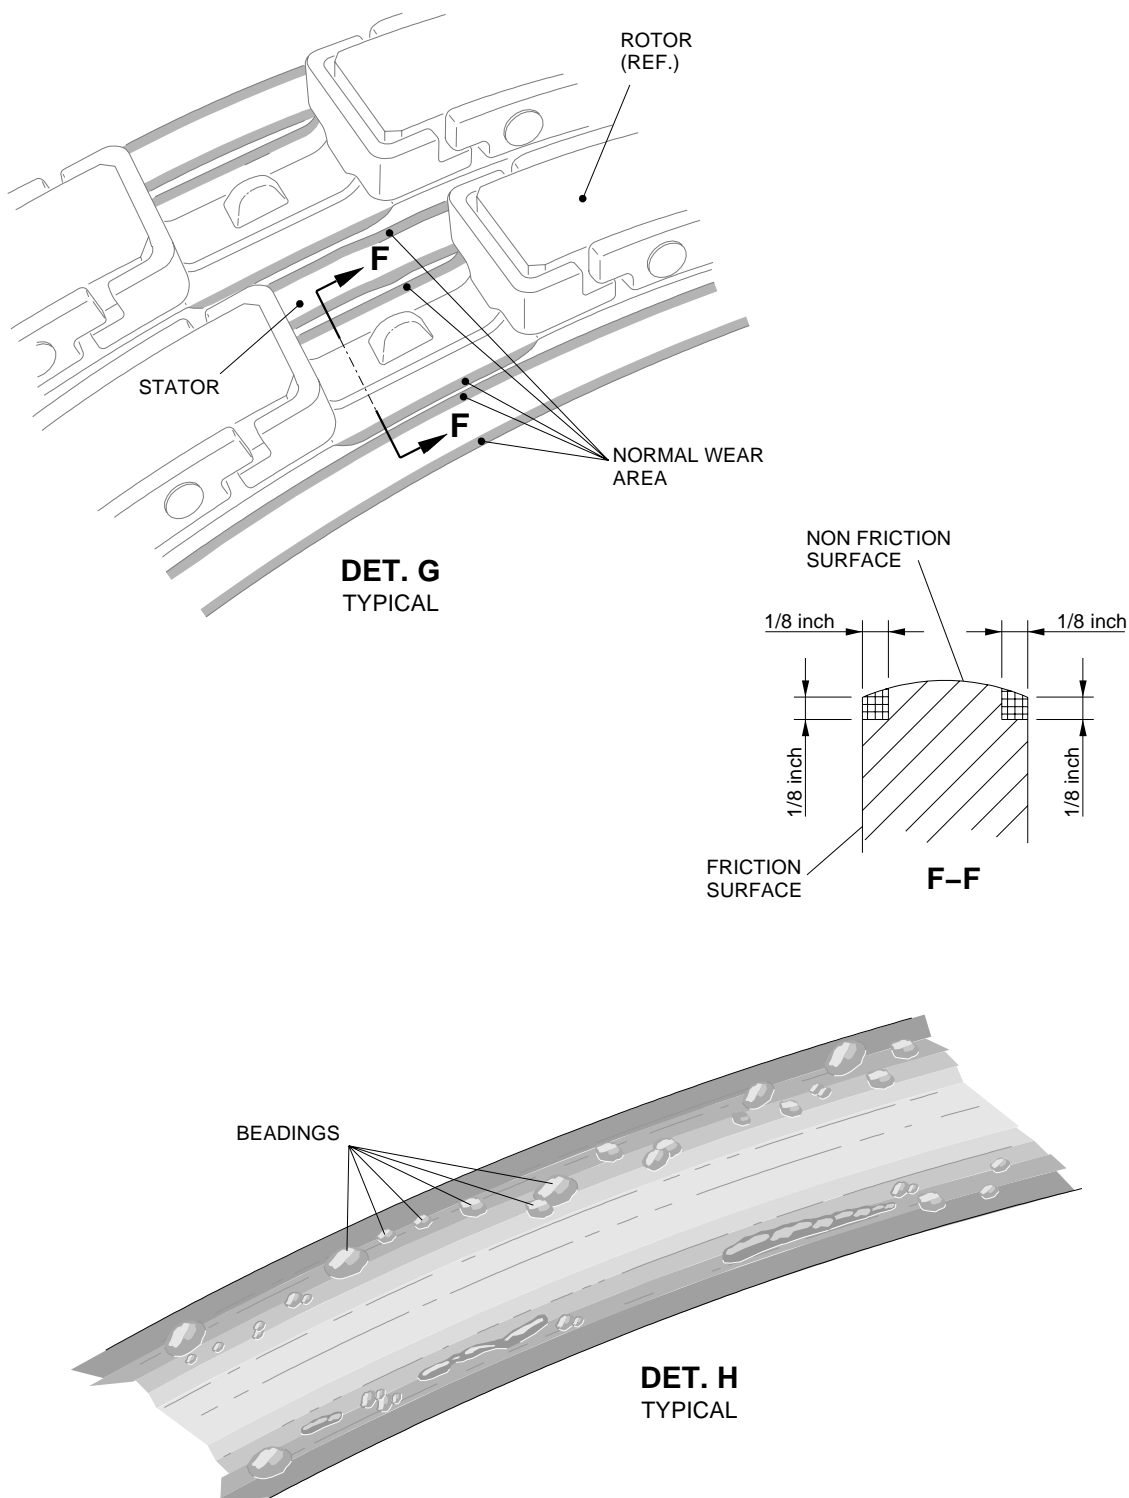 ROTOR
(REF.)
F
STATOR
F
NORMAL WEAR
AREA
DET. G
TYPICAL
NON FRICTION
SURFACE
1/8 inch
1/8 inch
1/8 inch
1/8 inch
FRICTION
SURFACE
F–F
BEADINGS
DET. H
TYPICAL